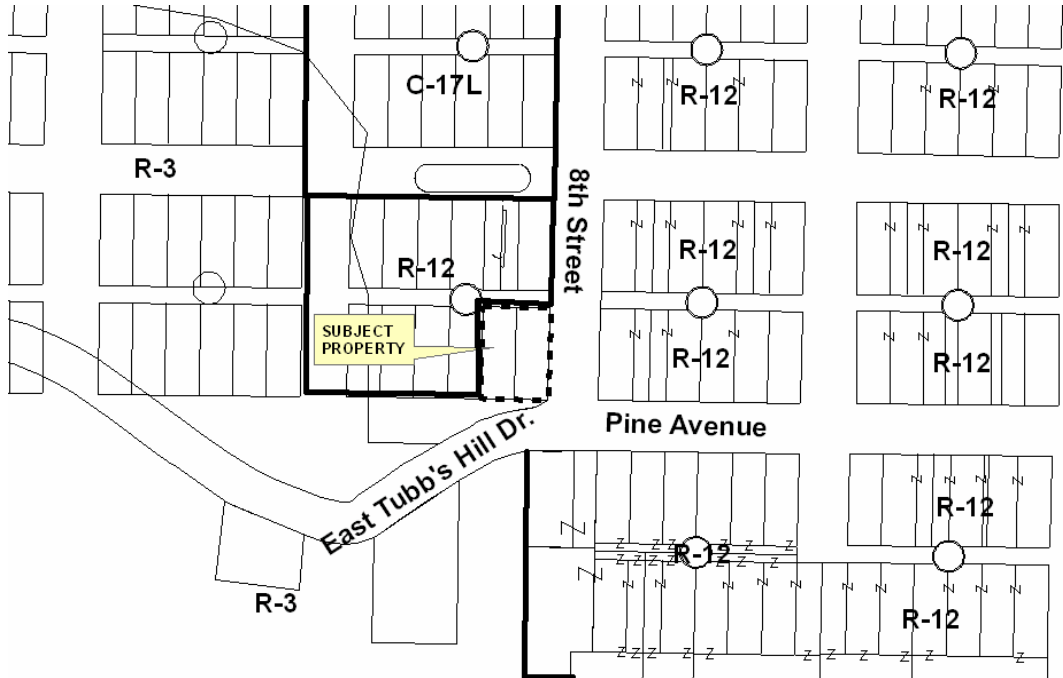 C-17L
R-12
R-12
R-3
8th Street
R-12
R-12
R-12
SUBJECT
PROPERTY
R-12
R-12
Pine Avenue
East Tubb's Hill Dr.
R-12
R-12
R-3
R-12